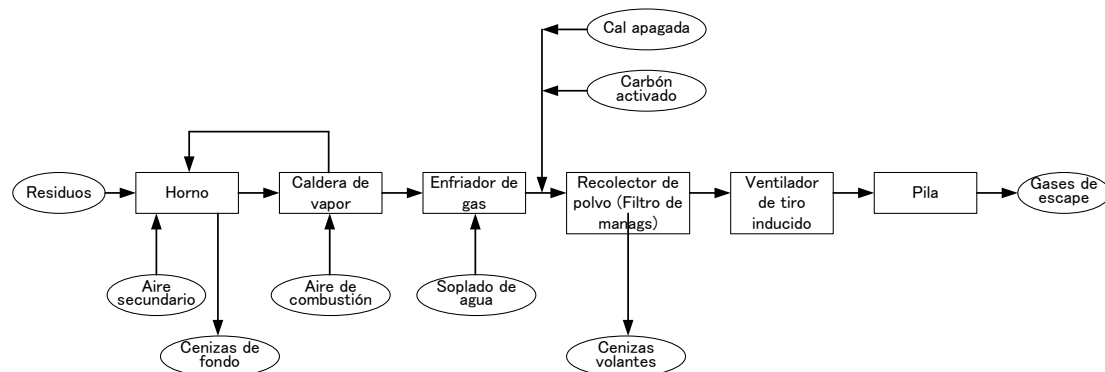 Cal apagada
Carbón
activado
Residuos
Horno
Caldera de
vapor
Enfriador de
gas
Recolector de
polvo (Filtro de
manags)
Ventilador
de tiro
inducido
Pila
Gases de
escape
Aire
secundario
Aire de
combustión
Soplado de
agua
Cenizas de
fondo
Cenizas
volantes